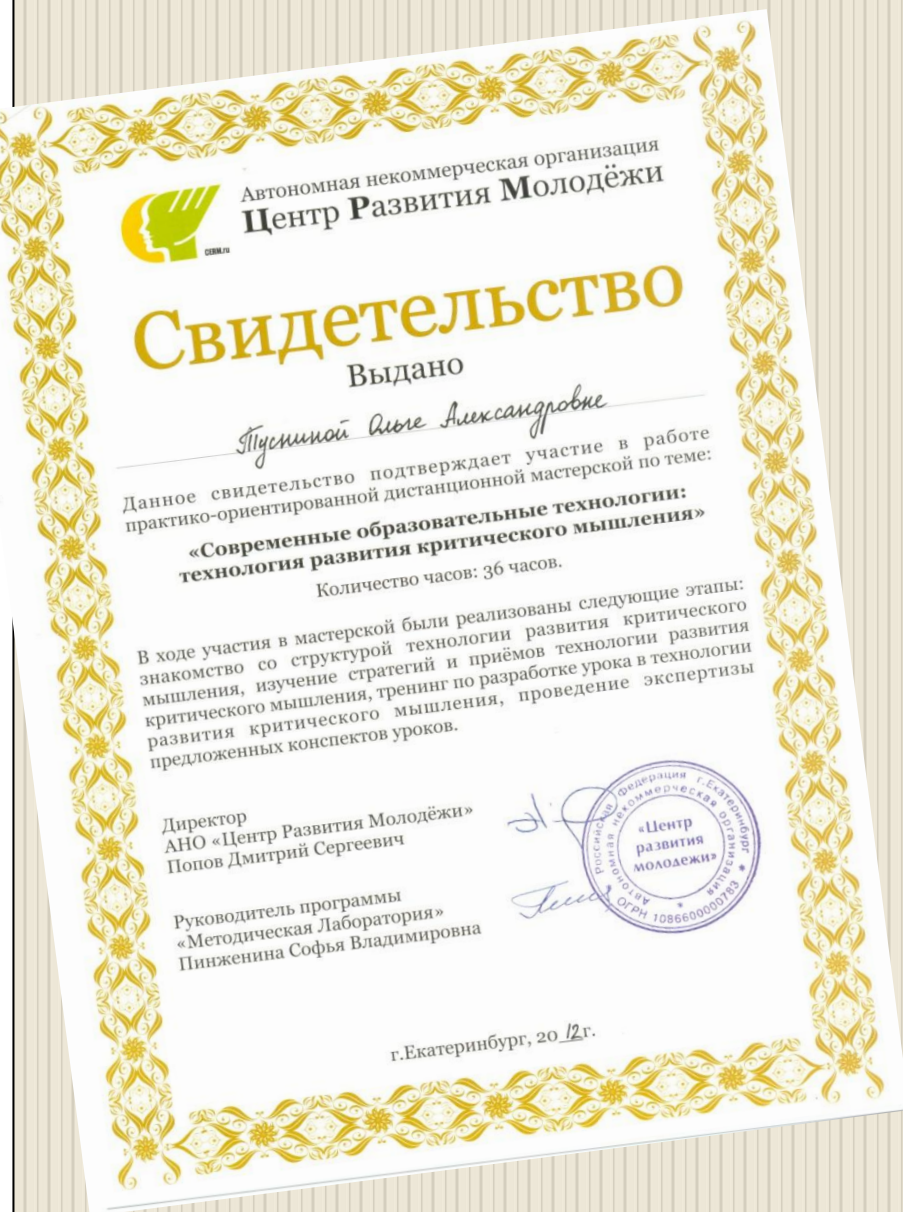 Автономная некоммерческая организация
Центр Развития Молодёжи
CERM.ru
Свидетельство
Выдано
Тусниной Ольге Александровне
Данное свидетельство подтверждает участие в работе
практико-ориентированной дистанционной мастерской по теме:
«Современные образовательные технологии:
технология развития критического мышления»
Количество часов: 36 часов.
В ходе участия в мастерской были реализованы следующие этапы:
знакомство со структурой технологии развития критического
мышления, изучение стратегий и приёмов технологии развития
критического мышления, тренинг по разработке урока в технологии
развития критического мышления, проведение экспертизы
предложенных конспектов уроков.
Директор
АНО «Центр Развития Молодёжи»
Попов Дмитрий Сергеевич
Российская Федерация г.Екатеринбург
Автономная некоммерческая организация
«Центр
развития
молодежи»
ОГРН 1086600000783
Руководитель программы
«Методическая Лаборатория»
Пинженина Софья Владимировна
г.Екатеринбург, 20 12 г.